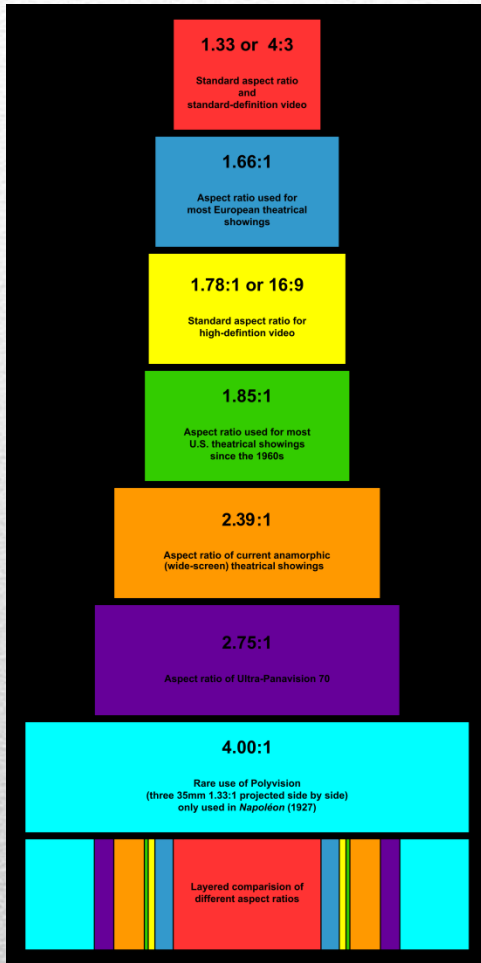 1.33 or 4:3
Standard aspect ratio
and
standard-definition video
1.66:1
Aspect ratio used for
most European theatrical
showings
1.78:1 or 16:9
Standard aspect ratio for
high-defintion video
1.85:1
Aspect ratio used for most
U.S. theatrical showings
since the 1960s
2.39:1
Aspect ratio of current anamorphic
(wide-screen) theatrical showings
2.75:1
Aspect ratio of Ultra-Panavision 70
4.00:1
Rare use of Polyvision
(three 35mm 1.33:1 projected side by side)
only used in Napoléon (1927)
Layered comparision of
different aspect ratios